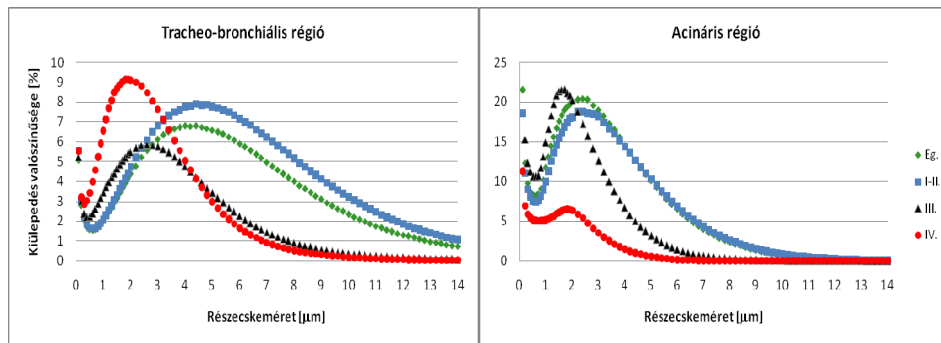 Tracheo-bronchiális régió
Acináris régió
Külepedés valószínűsége [%]
10
9
8
7
6
5
4
3
2
1
0
0 1 2 3 4 5 6 7 8 9 10 11 12 13 14
Részecskeméret [µm]
25
20
15
10
5
0
0 1 2 3 4 5 6 7 8 9 10 11 12 13 14
Részecskeméret [µm]
Eg.
I-II.
III.
IV.